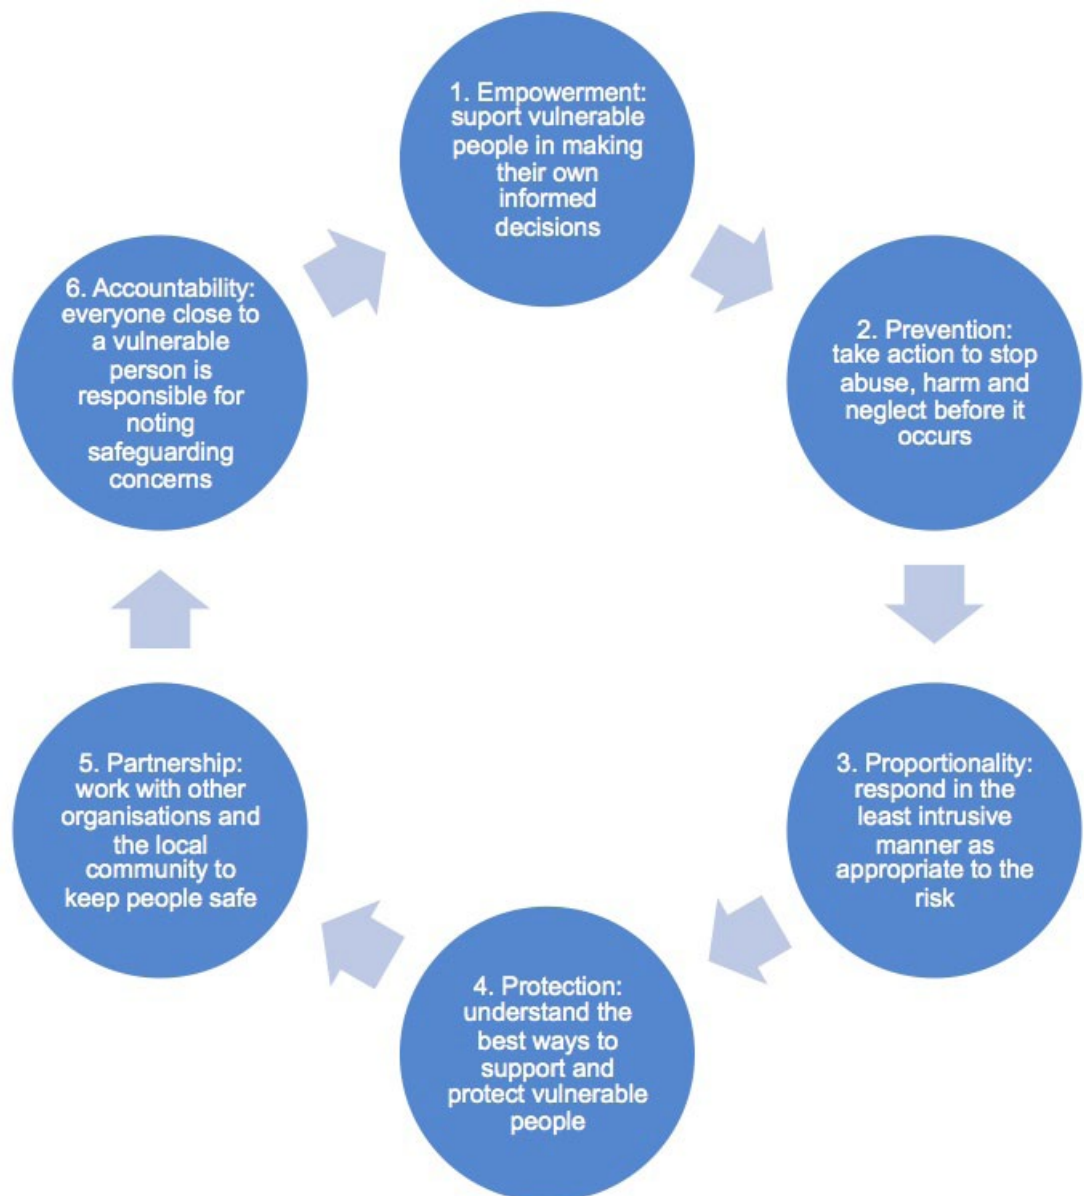 1. Empowerment:
suport vulnerable
people in making
their own
informed
decisions
2. Prevention:
take action to stop
abuse, harm and
neglect before it
occurs
3. Proportionality:
respond in the
least intrusive
manner as
appropriate to the
risk
4. Protection:
understand the
best ways to
support and
protect vulnerable
people
5. Partnership:
work with other
organisations and
the local
community to
keep people safe
6. Accountability:
everyone close to
a vulnerable
person is
responsible for
noting
safeguarding
concerns